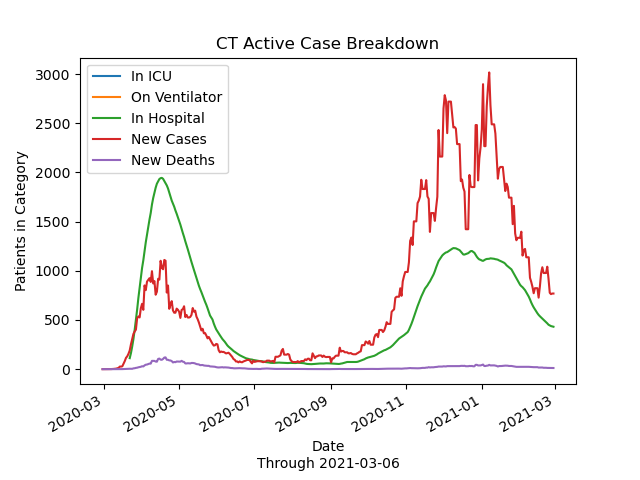 CT Active Case Breakdown
In ICU
On Ventilator
In Hospital
New Cases
New Deaths
Patients in Category
3000
2500
2000
1500
1000
500
0
2020-03
2020-05
2020-07
2020-09
2020-11
2021-01
2021-03
Date
Through 2021-03-06